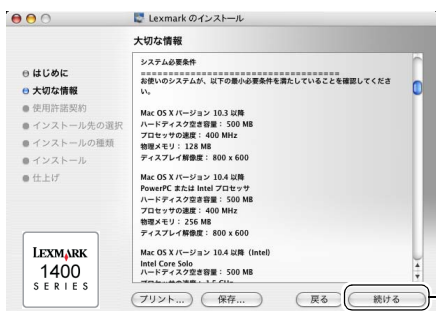 Lexmark のインストール
大切な情報
はじめに
大切な情報
使用許諾契約
インストール先の選択
インストールの種類
インストール
仕上げ
システム必要条件
====================================
お使いのシステムが、以下の最小必要条件を満たしていることを確認してくださ
い。
Mac OS X バージョン 10.3 以降
ハードディスク空き容量： 500 MB
プロセッサの速度： 400 MHz
物理メモリ： 128 MB
ディスプレイ解像度： 800 x 600
Mac OS X バージョン 10.4 以降
PowerPC または Intel プロセッサ
ハードディスク空き容量： 500 MB
プロセッサの速度： 400 MHz
物理メモリ： 256 MB
ディスプレイ解像度： 800 x 600
Mac OS X バージョン 10.4 以降（Intel）
Intel Core Solo
ハードディスク空き容量： 500 MB
LEXMARK
1400
SERIES
プリント...
保存...
戻る
続ける